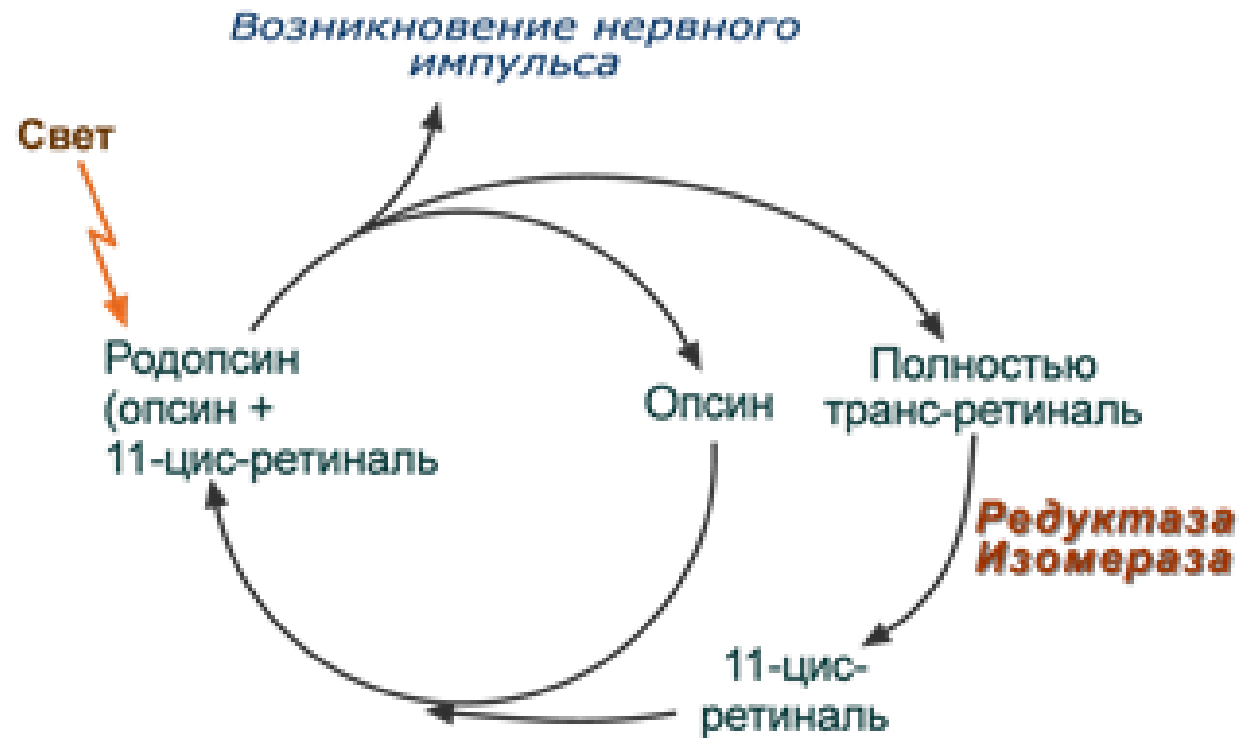 Возникновение нервного
импульса
Свет
Родопсин
(опсин +
11-цис-ретиналь
Опсин
Полностью
транс-ретиналь
Редуктаза
Изомераза
11-цис-
ретиналь